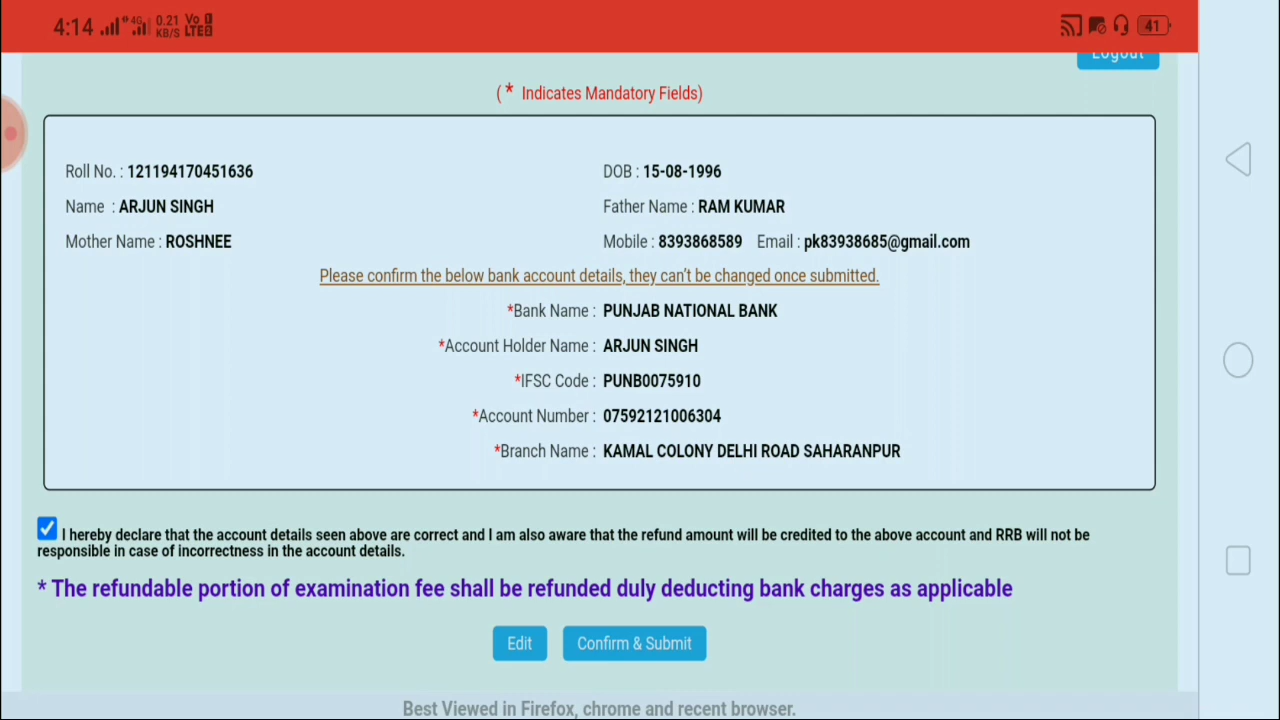 4:14 4G 0.21 KB/S Vo LTE
41
Logout
( * Indicates Mandatory Fields)
Roll No. : 121194170451636 DOB : 15-08-1996
Name : ARJUN SINGH Father Name : RAM KUMAR
Mother Name : ROSHNEE Mobile : 8393868589 Email : pk83938685@gmail.com
Please confirm the below bank account details, they can't be changed once submitted.
*Bank Name : PUNJAB NATIONAL BANK
*Account Holder Name : ARJUN SINGH
*IFSC Code : PUNB0075910
*Account Number : 07592121006304
*Branch Name : KAMAL COLONY DELHI ROAD SAHARANPUR
I hereby declare that the account details seen above are correct and I am also aware that the refund amount will be credited to the above account and RRB will not be
responsible in case of incorrectness in the account details.
* The refundable portion of examination fee shall be refunded duly deducting bank charges as applicable
Edit Confirm & Submit
Best Viewed in Firefox, chrome and recent browser.